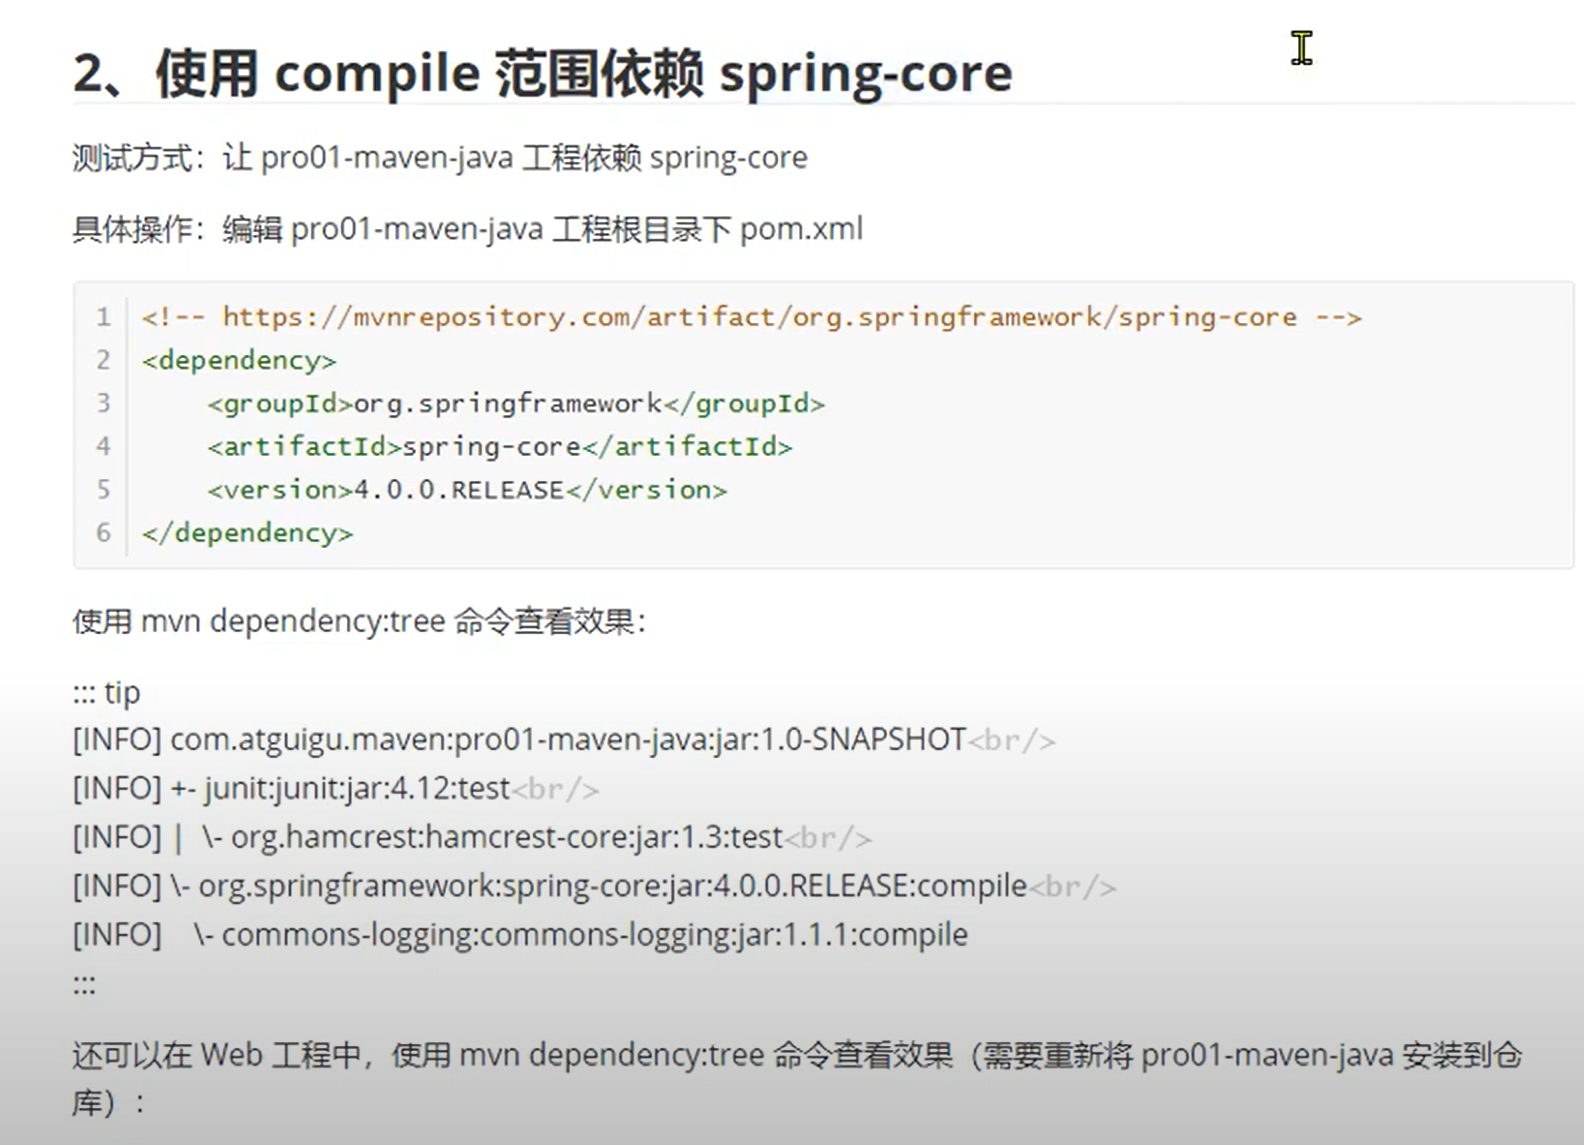 2、使用 compile 范围依赖 spring-core
测试方式：让 pro01-maven-java 工程依赖 spring-core
具体操作：编辑 pro01-maven-java 工程根目录下 pom.xml
1 <!-- https://mvnrepository.com/artifact/org.springframework/spring-core -->
2 <dependency>
3     <groupId>org.springframework</groupId>
4     <artifactId>spring-core</artifactId>
5     <version>4.0.0.RELEASE</version>
6 </dependency>
使用 mvn dependency:tree 命令查看效果：
::: tip
[INFO] com.atguigu.maven:pro01-maven-java:jar:1.0-SNAPSHOT<br/>
[INFO] +- junit:junit:jar:4.12:test<br/>
[INFO] |  \- org.hamcrest:hamcrest-core:jar:1.3:test<br/>
[INFO] \- org.springframework:spring-core:jar:4.0.0.RELEASE:compile<br/>
[INFO]    \- commons-logging:commons-logging:jar:1.1.1:compile
:::
还可以在 Web 工程中，使用 mvn dependency:tree 命令查看效果（需要重新将 pro01-maven-java 安装到仓
库）：